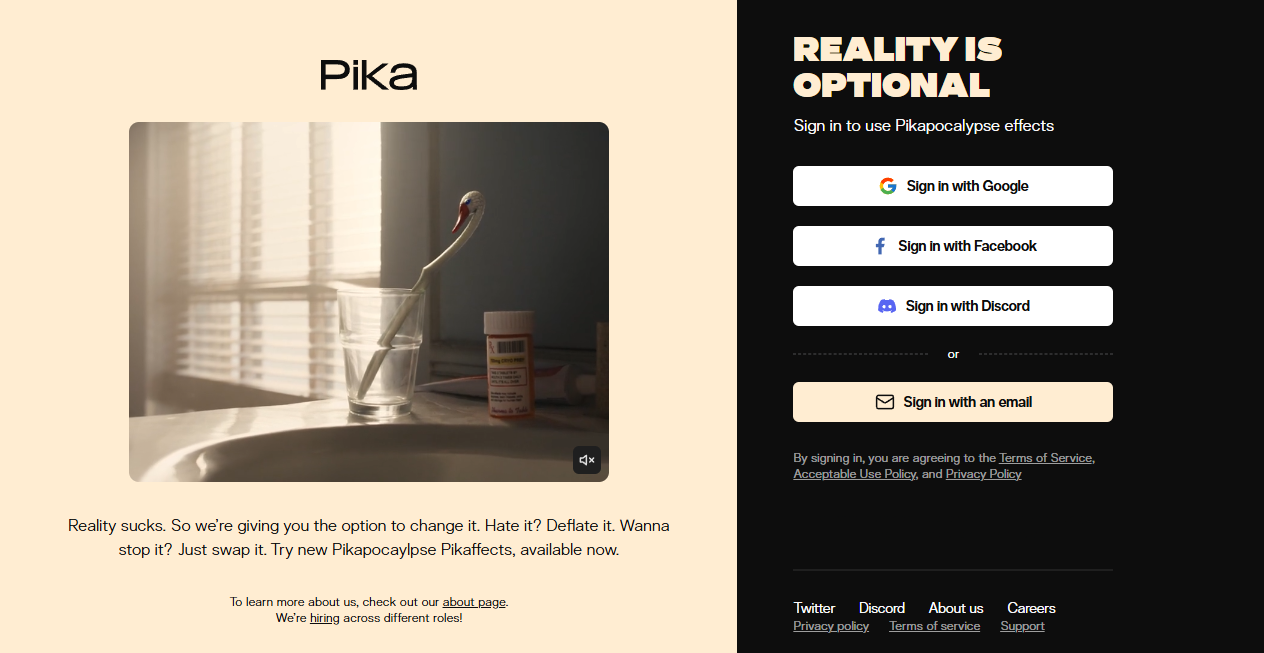 Pika
Reality sucks. So we're giving you the option to change it. Hate it? Deflate it. Wanna
stop it? Just swap it. Try new Pikapocaylpse Pikaffects, available now.
To learn more about us, check out our about page.
We're hiring across different roles!
REALITY IS
OPTIONAL
Sign in to use Pikapocalypse effects
Sign in with Google
Sign in with Facebook
Sign in with Discord
or
Sign in with an email
By signing in, you are agreeing to the Terms of Service,
Acceptable Use Policy, and Privacy Policy
Twitter Discord About us Careers
Privacy policy Terms of service Support